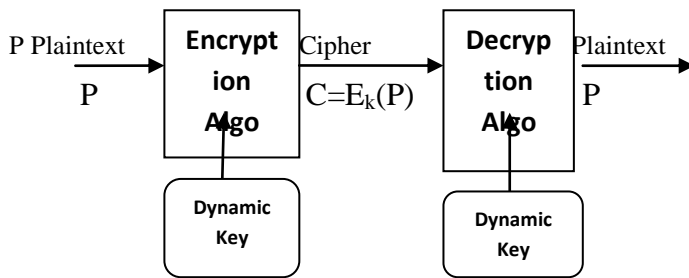 P Plaintext
P
Encrypt
ion
Algo
Cipher
C=Eₖ(P)
Decryp
tion
Algo
Plaintext
P
Dynamic
Key
Dynamic
Key